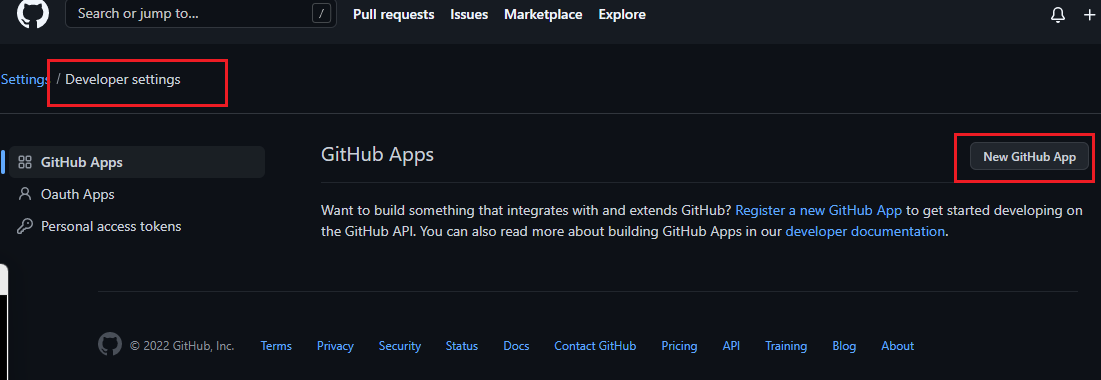 Search or jump to... / Pull requests Issues Marketplace Explore
Settings / Developer settings
GitHub Apps
Oauth Apps
Personal access tokens
GitHub Apps
New GitHub App
Want to build something that integrates with and extends GitHub? Register a new GitHub App to get started developing on
the GitHub API. You can also read more about building GitHub Apps in our developer documentation.
© 2022 GitHub, Inc. Terms Privacy Security Status Docs Contact GitHub Pricing API Training Blog About